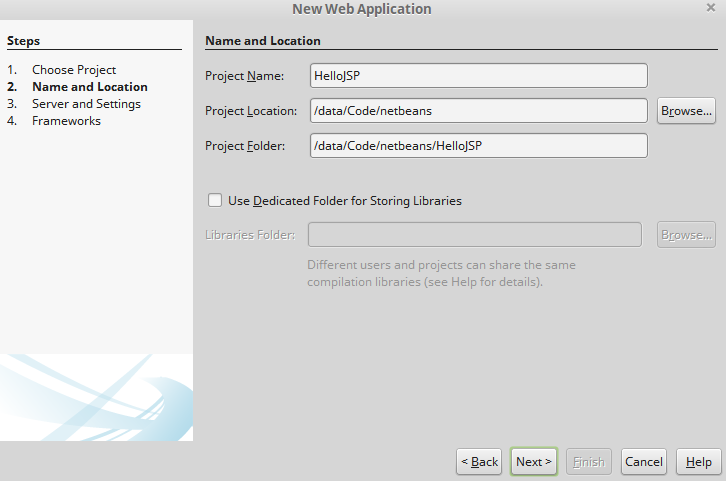 New Web Application
Steps
1. Choose Project
2. Name and Location
3. Server and Settings
4. Frameworks
Name and Location
Project Name: HelloJSP
Project Location: /data/Code/netbeans Browse...
Project Folder: /data/Code/netbeans/HelloJSP
Use Dedicated Folder for Storing Libraries
Libraries Folder: Browse...
Different users and projects can share the same
compilation libraries (see Help for details).
< Back Next > Finish Cancel Help